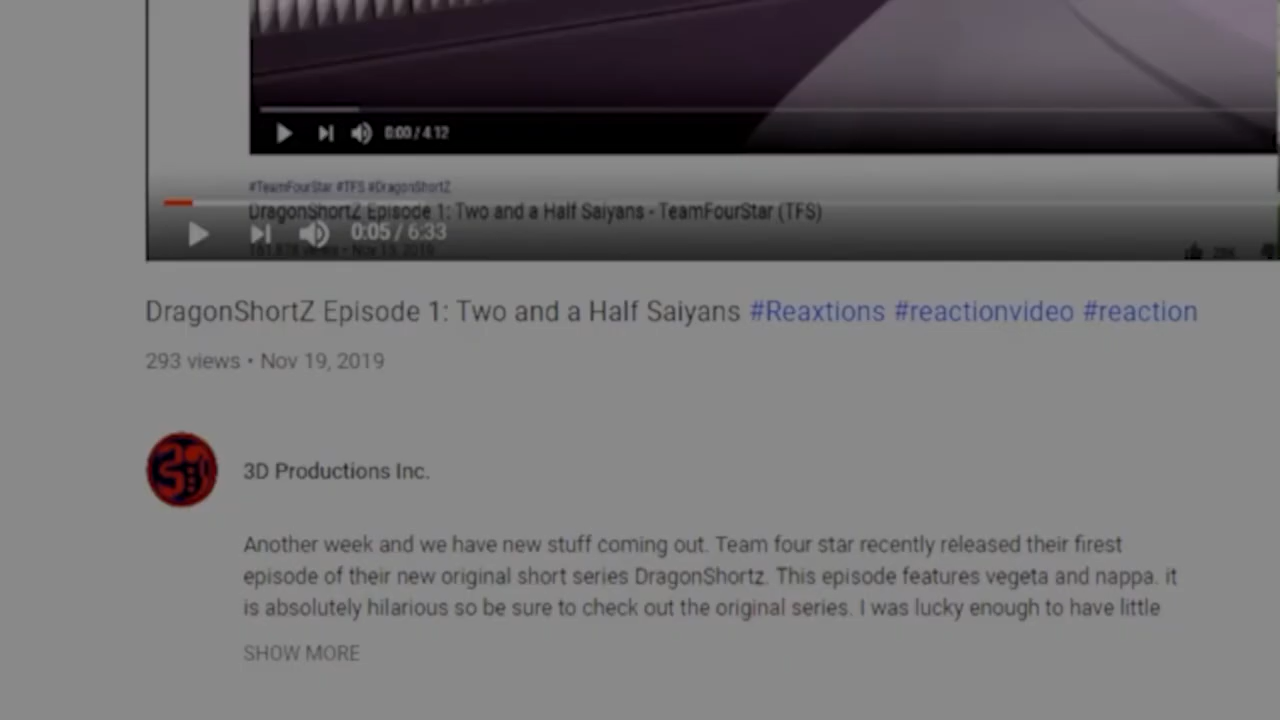 0:00 / 4:12
#TeamFourStar #TFS #DragonShortZ
DragonShortZ Episode 1: Two and a Half Saiyans - TeamFourStar (TFS)
0:05 / 6:33
DragonShortZ Episode 1: Two and a Half Saiyans #Reaxtions #reactionvideo #reaction
293 views • Nov 19, 2019
3D Productions Inc.
Another week and we have new stuff coming out. Team four star recently released their firest
episode of their new original short series DragonShortz. This episode features vegeta and nappa. it
is absolutely hilarious so be sure to check out the original series. I was lucky enough to have little
SHOW MORE